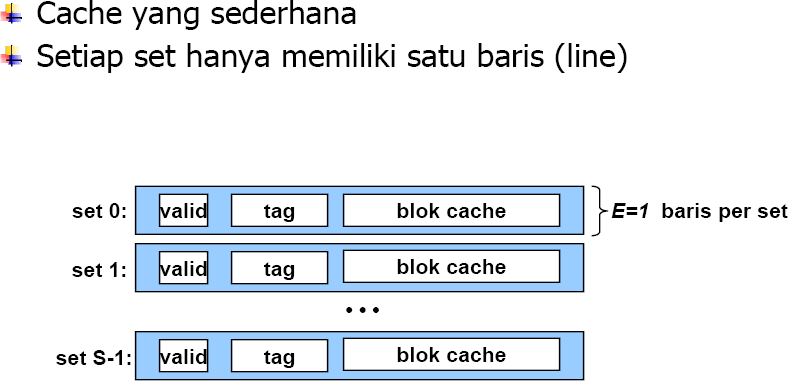 Cache yang sederhana
Setiap set hanya memiliki satu baris (line)
set 0: valid tag blok cache E=1 baris per set
set 1: valid tag blok cache
•••
set S-1: valid tag blok cache